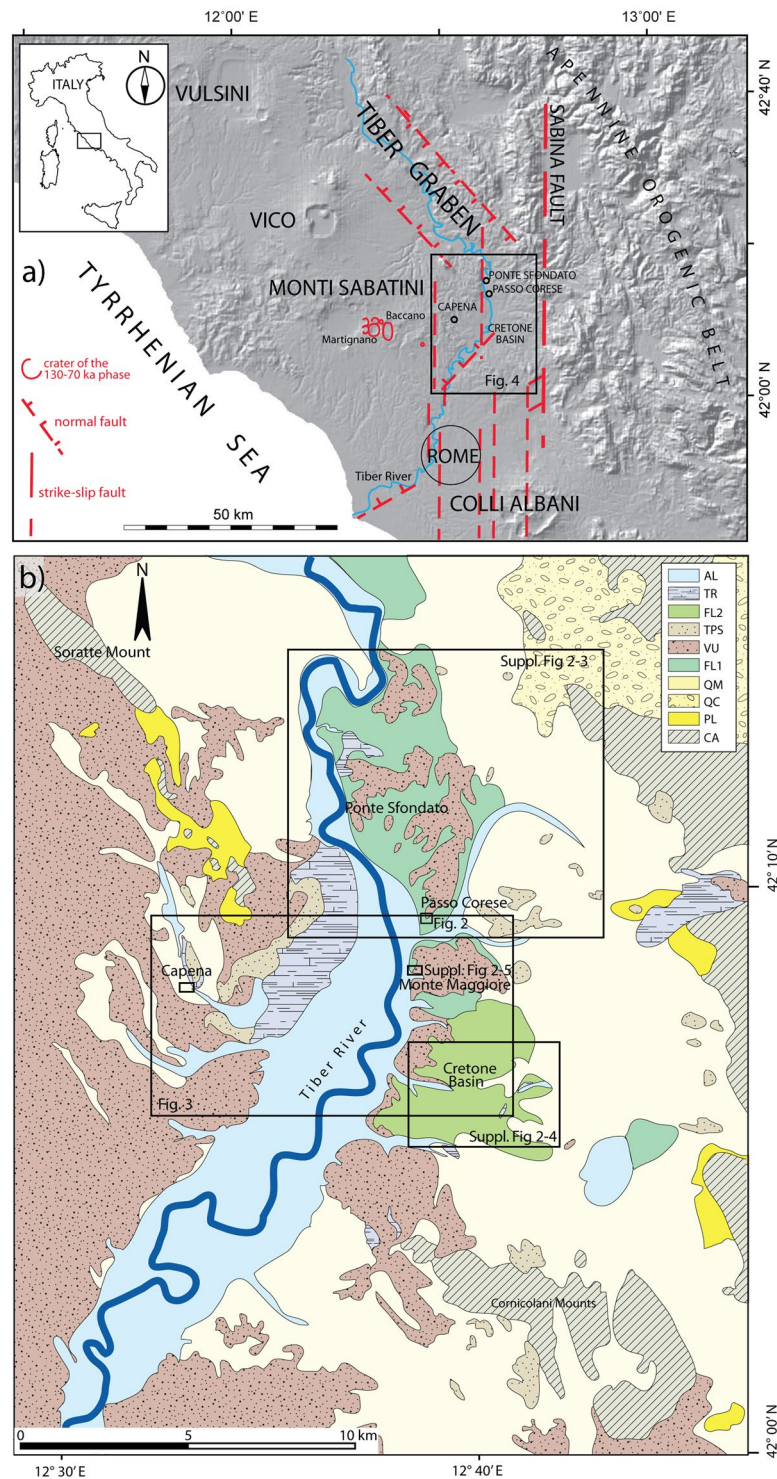 12°00' E
13°00' E
N
ITALY
VULSINI
APENNINE OROGENIC BELT
42°40' N
TIBER GRABEN
SABINA FAULT
VICO
a)
TYRRHENIAN SEA
MONTI SABATINI
PONTE SFONDATO
PASSO CORESE
CAPENA
Baccano
Martignano
CRETONE
BASIN
Fig. 4
42°00' N
crater of the
130-70 ka phase
normal fault
strike-slip fault
ROME
Tiber River
COLLI ALBANI
50 km
b)
N
AL
TR
FL2
TPS
VU
FL1
QM
QC
PL
CA
Soratte Mount
Suppl. Fig 2-3
Ponte Sfondato
42° 10' N
Passo Corese
Fig. 2
Capena
Suppl. Fig 2-5
Monte Maggiore
Tiber River
Cretone
Basin
Fig. 3
Suppl. Fig 2-4
Cornicolani Mounts
0
5
10 km
42° 00' N
12° 30' E
12° 40' E